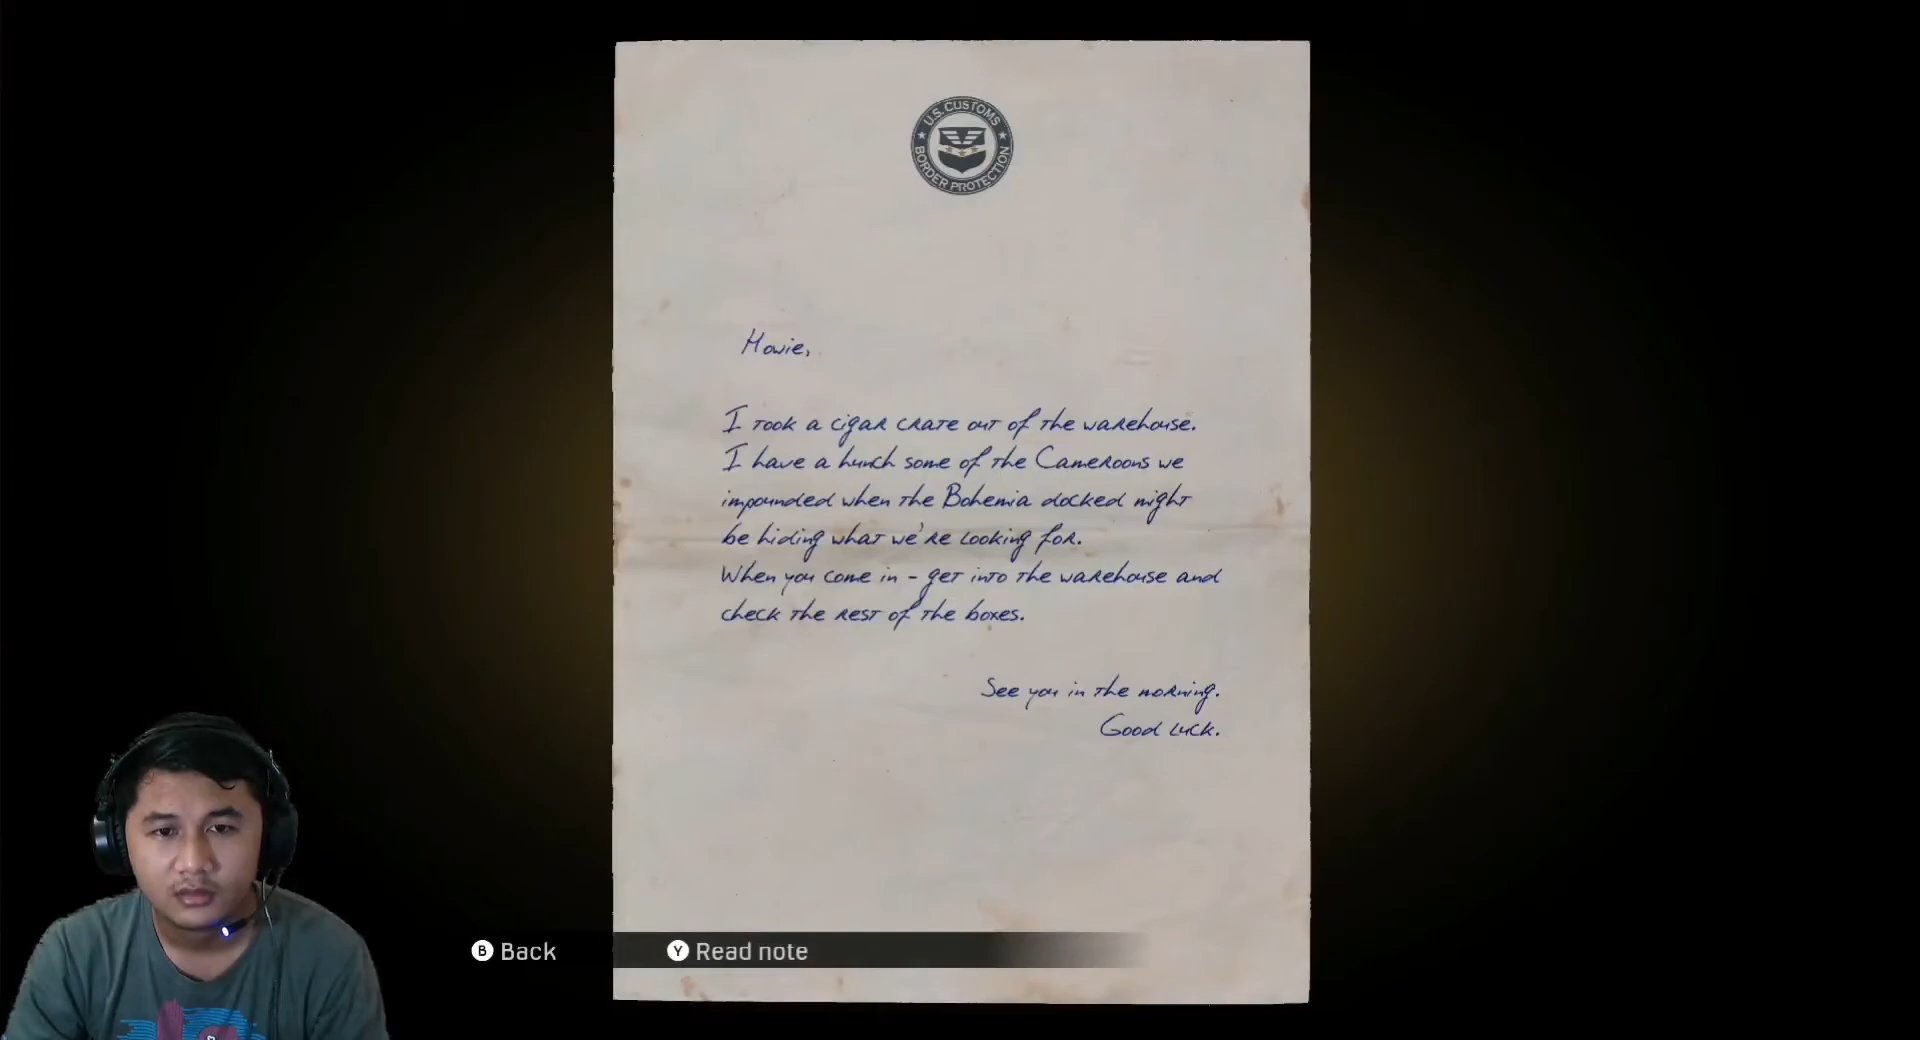 U.S. CUSTOMS
BORDER PROTECTION
Howie,
I took a cigar crate out of the warehouse.
I have a hunch some of the Cameroons we
impounded when the Bohemia docked might
be hiding what we're looking for.
When you come in - get into the warehouse and
check the rest of the boxes.
See you in the morning.
Good luck.
B Back
Y Read note